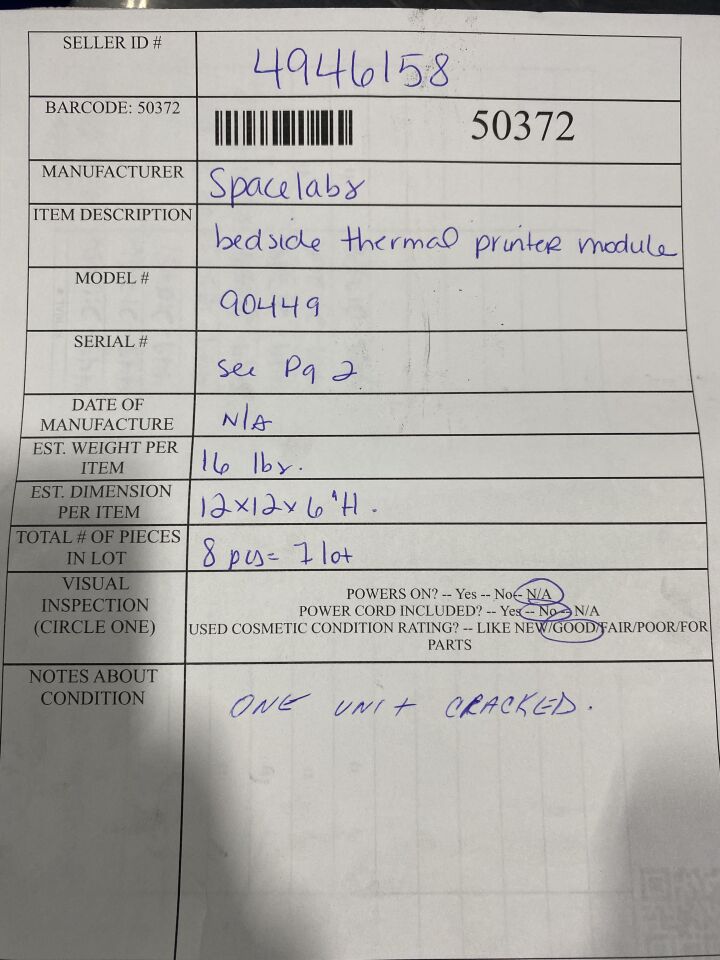 SELLER ID #
4946158
BARCODE: 50372
50372
MANUFACTURER
Spacelabs
ITEM DESCRIPTION
bedside thermal printer module
MODEL #
90449
SERIAL #
see Pg 2
DATE OF
MANUFACTURE
N/A
EST. WEIGHT PER
ITEM
16 lbs.
EST. DIMENSION
PER ITEM
12x12x6"H.
TOTAL # OF PIECES
IN LOT
8 pcs= 1 lot
VISUAL
INSPECTION
(CIRCLE ONE)
POWERS ON? -- Yes -- No-- N/A
POWER CORD INCLUDED? -- Yes -- No -- N/A
USED COSMETIC CONDITION RATING? -- LIKE NEW/GOOD/FAIR/POOR/FOR
PARTS
NOTES ABOUT
CONDITION
ONE UNIT CRACKED.